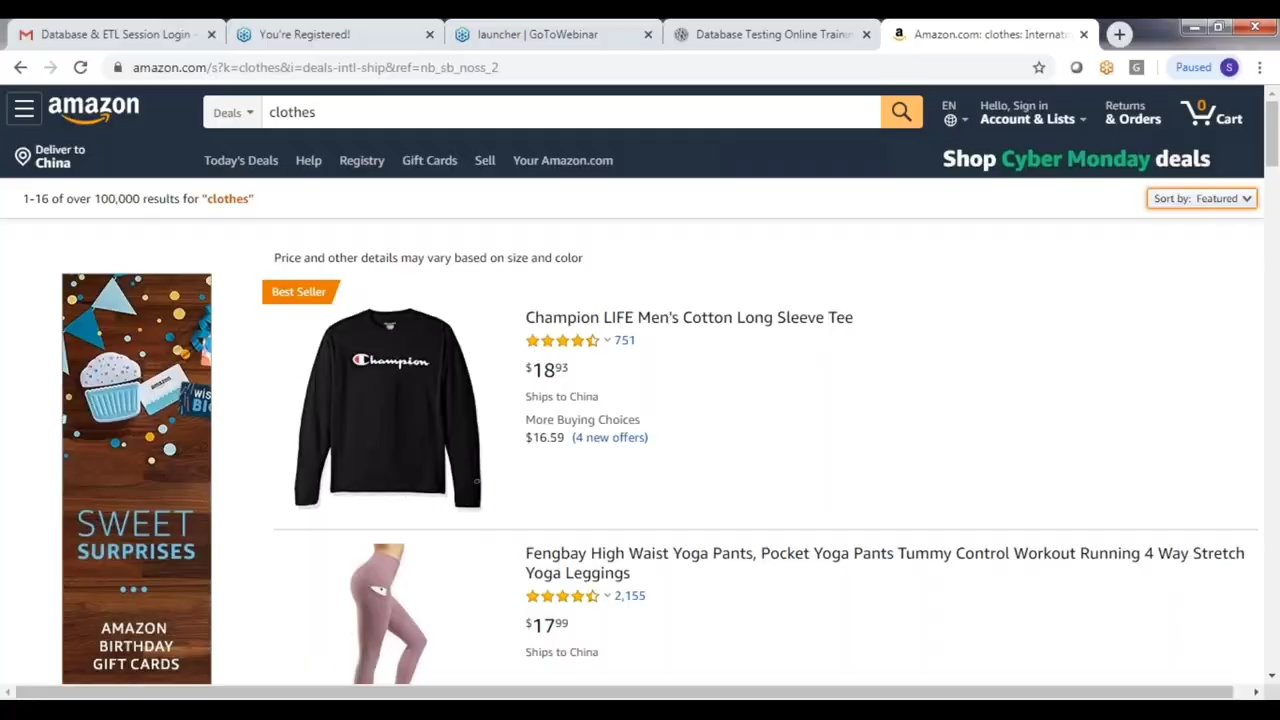 Database & ETL Session Login -
You're Registered!
launcher | GoToWebinar
Database Testing Online Trainin
Amazon.com: clothes: Internatio
amazon.com/s?k=clothes&i=deals-intl-ship&ref=nb_sb_noss_2
G
Paused S
amazon
Deals
clothes
EN
Hello, Sign in
Account & Lists
Returns
& Orders
0
Cart
Deliver to
China
Today's Deals
Help
Registry
Gift Cards
Sell
Your Amazon.com
Shop Cyber Monday deals
1-16 of over 100,000 results for "clothes"
Sort by: Featured
Price and other details may vary based on size and color
Best Seller
Champion
Champion LIFE Men's Cotton Long Sleeve Tee
751
$18 93
Ships to China
More Buying Choices
$16.59 (4 new offers)
Fengbay High Waist Yoga Pants, Pocket Yoga Pants Tummy Control Workout Running 4 Way Stretch
Yoga Leggings
2,155
$17 99
Ships to China
amazon
SWEET
SURPRISES
AMAZON
BIRTHDAY
GIFT CARDS